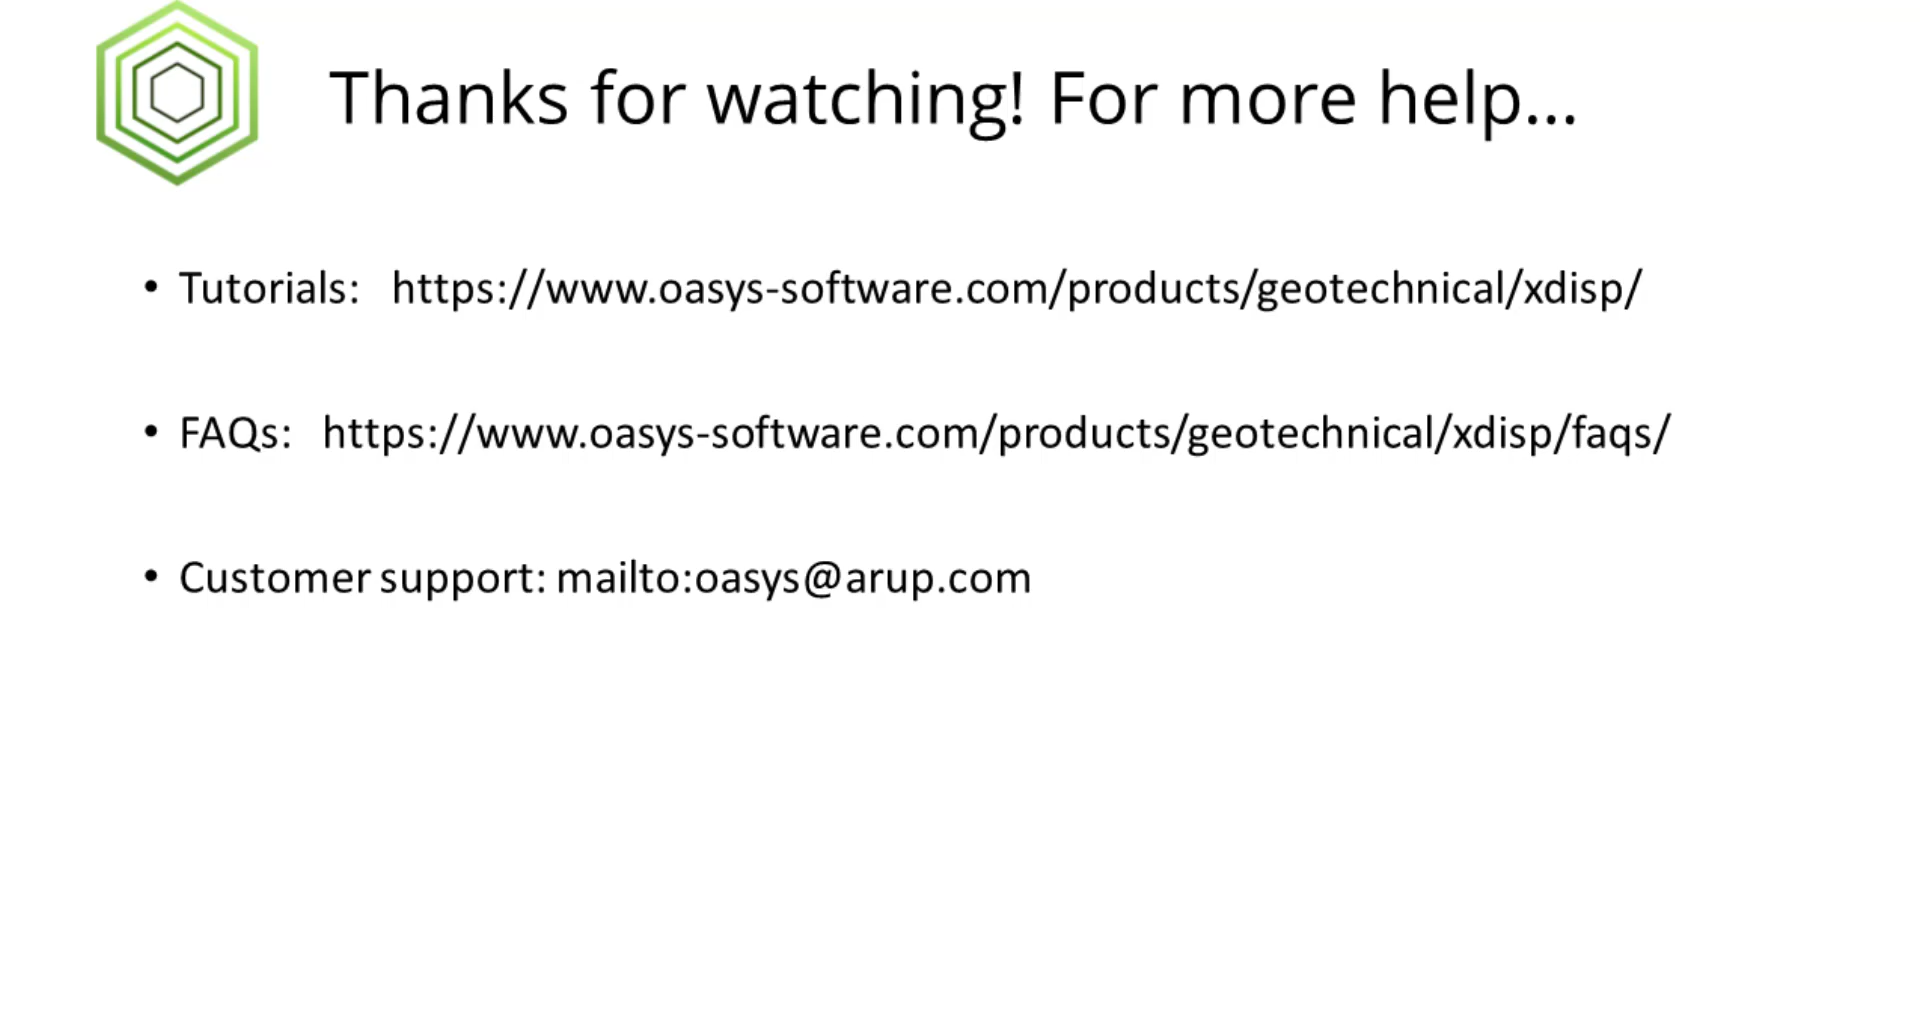 Thanks for watching! For more help...
• Tutorials: https://www.oasys-software.com/products/geotechnical/xdisp/
• FAQs: https://www.oasys-software.com/products/geotechnical/xdisp/faqs/
• Customer support: mailto:oasys@arup.com